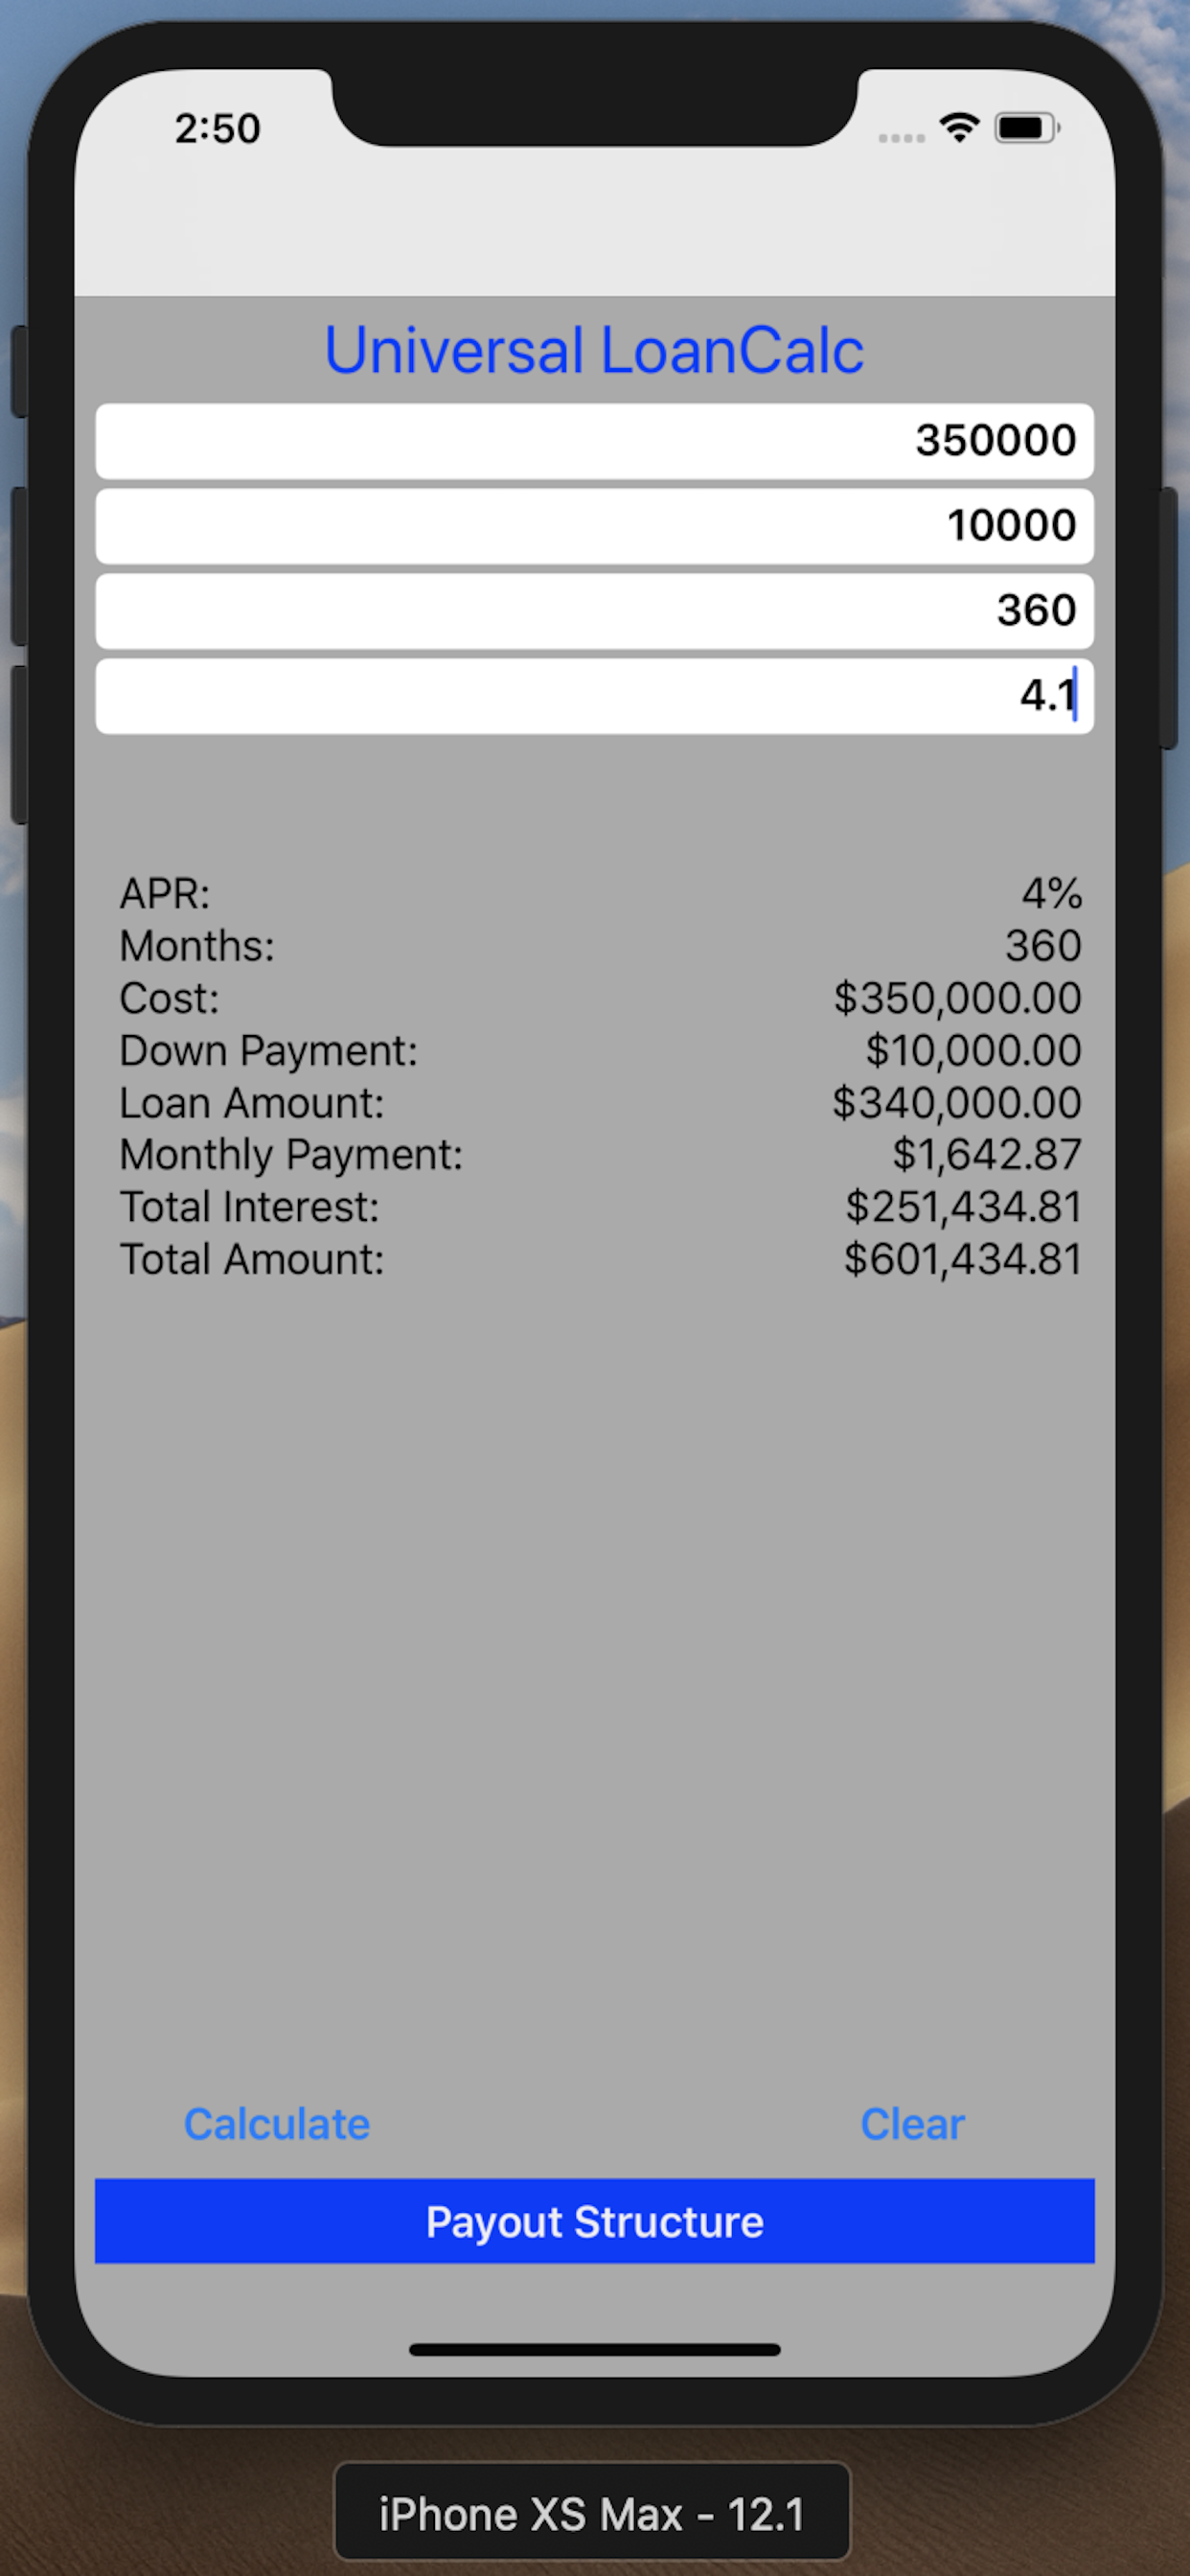 2:50
Universal LoanCalc
350000
10000
360
4.1
APR: 4%
Months: 360
Cost: $350,000.00
Down Payment: $10,000.00
Loan Amount: $340,000.00
Monthly Payment: $1,642.87
Total Interest: $251,434.81
Total Amount: $601,434.81
Calculate Clear
Payout Structure
iPhone XS Max - 12.1